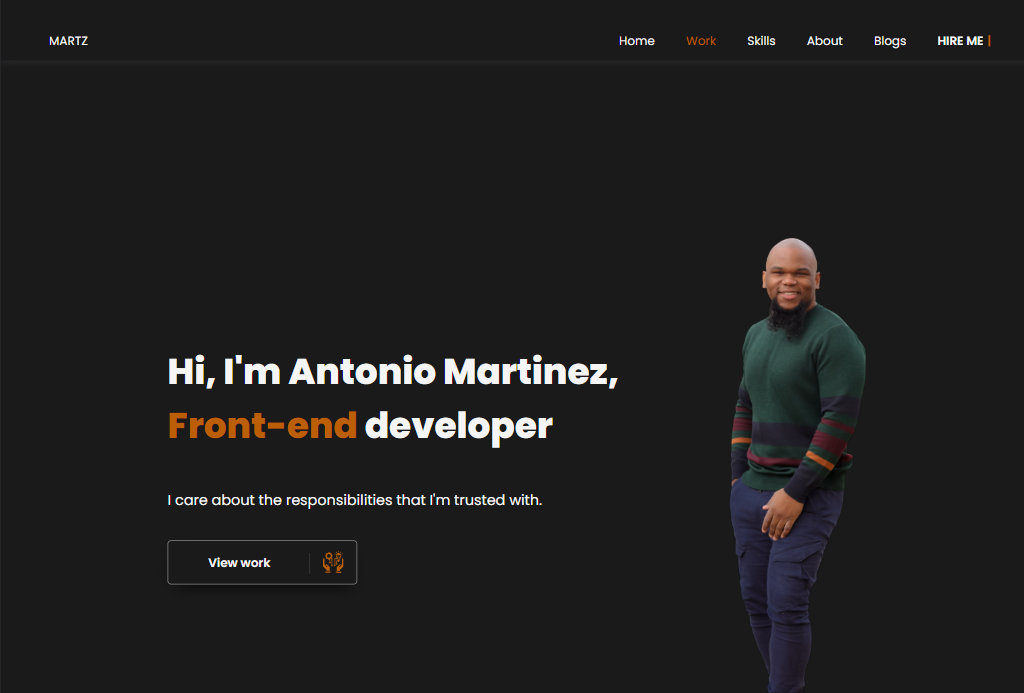 MARTZ
Home Work Skills About Blogs HIRE ME |
Hi, I'm Antonio Martinez,
Front-end developer
I care about the responsibilities that I'm trusted with.
View work